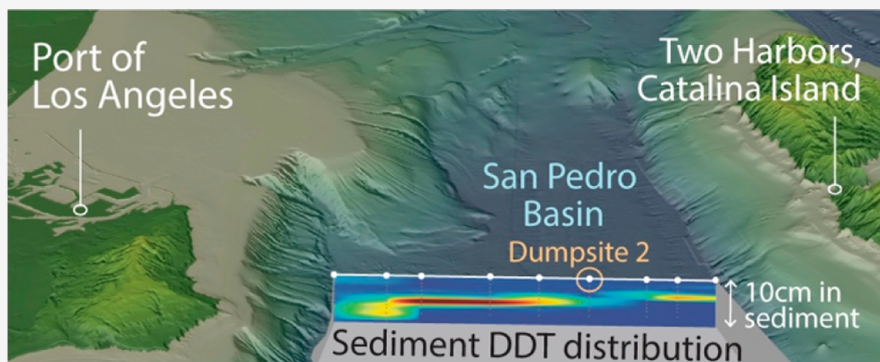 Port of
Los Angeles
Two Harbors,
Catalina Island
San Pedro
Basin
Dumpsite 2
10cm in
sediment
Sediment DDT distribution